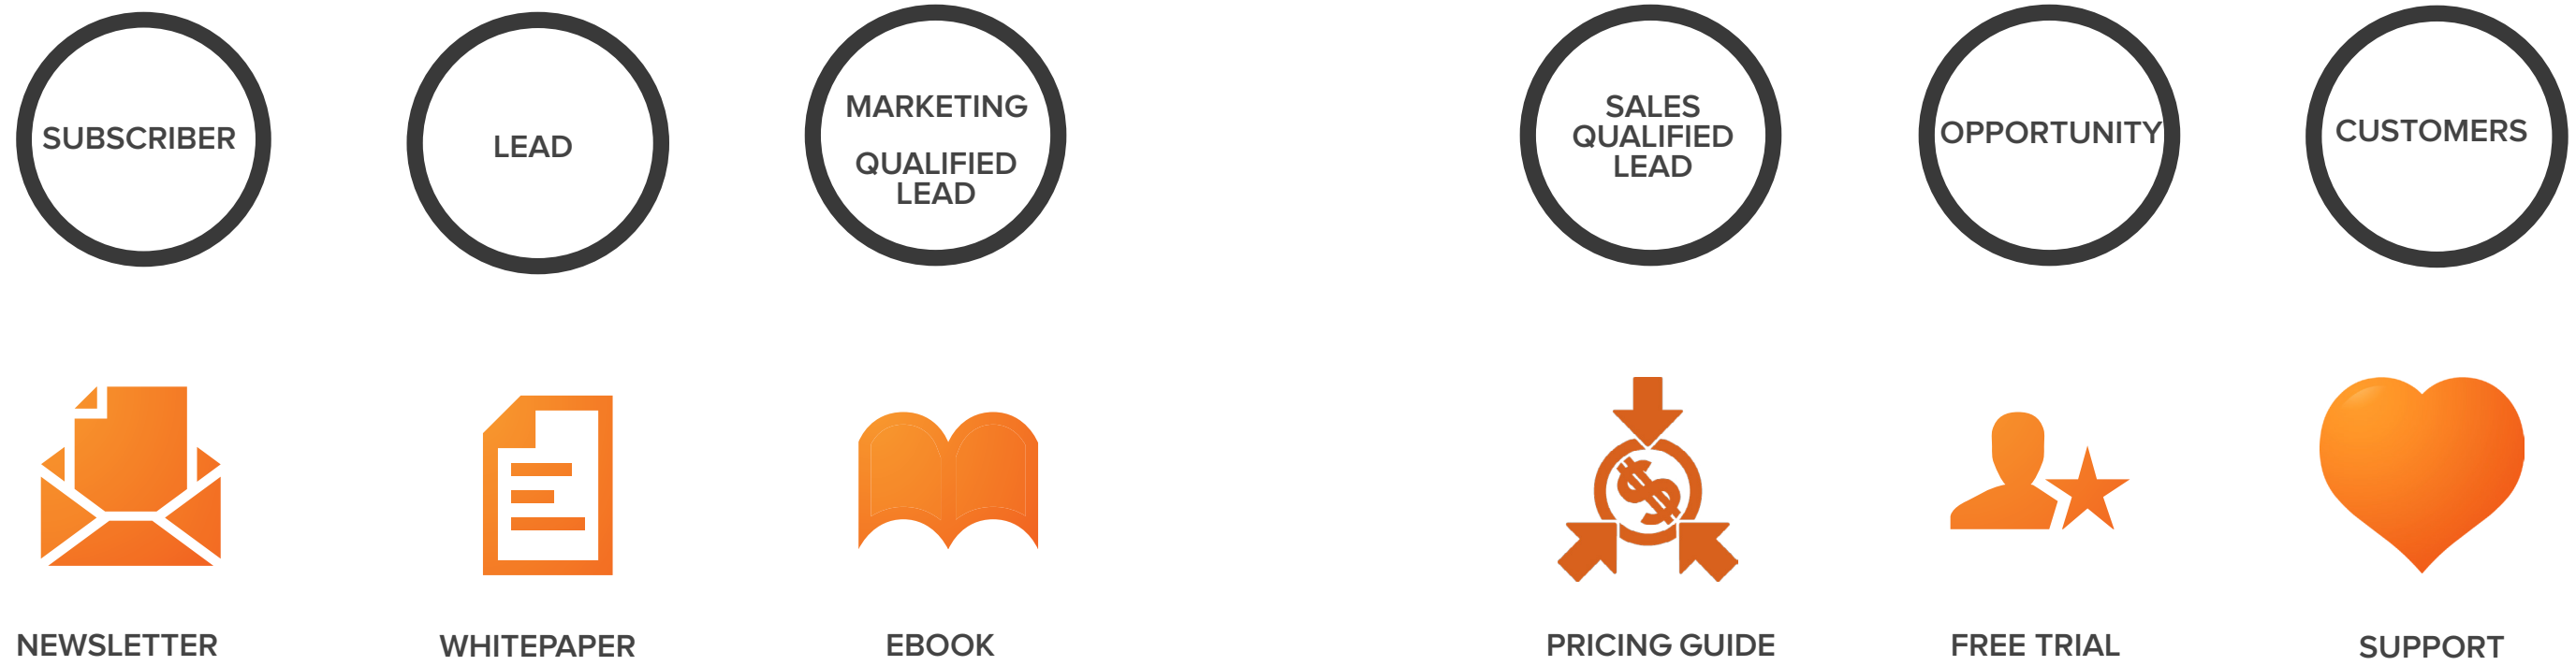 SUBSCRIBER
LEAD
MARKETING
QUALIFIED
LEAD
SALES
QUALIFIED
LEAD
OPPORTUNITY
CUSTOMERS
NEWSLETTER
WHITEPAPER
EBOOK
PRICING GUIDE
FREE TRIAL
SUPPORT